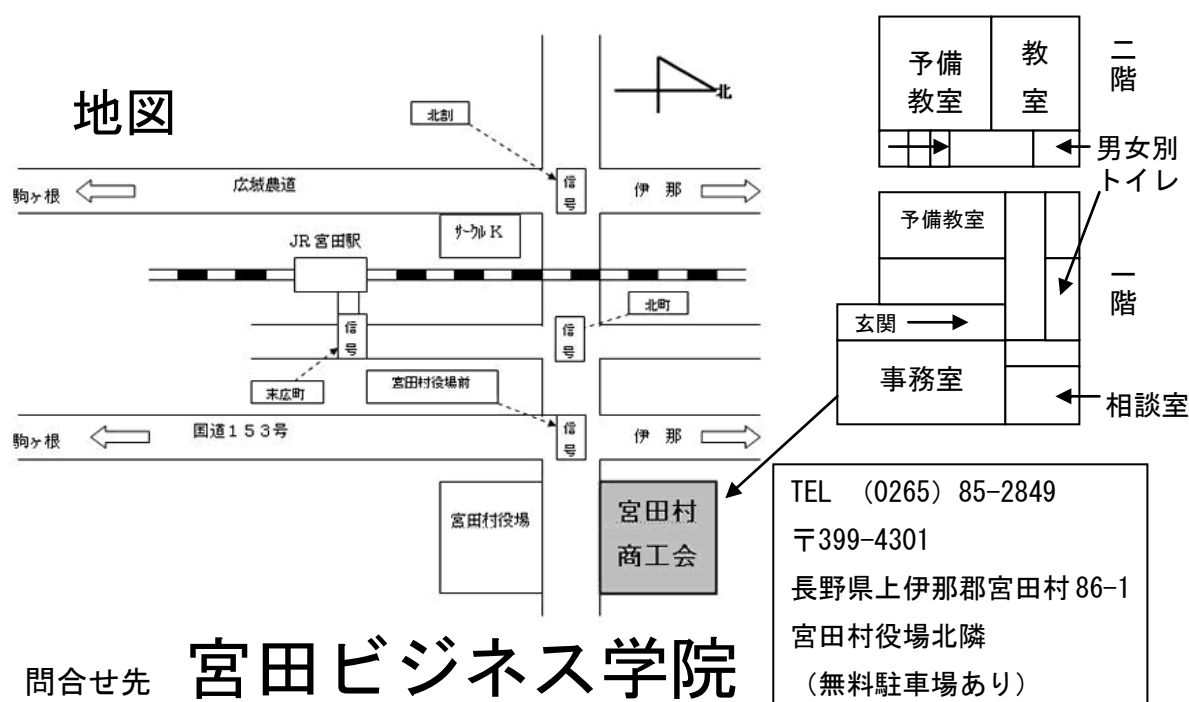 地図
北
北割
駒ヶ根
広域農道
信号
伊 那
サークル K
JR 宮田駅
北町
信号
信号
末広町
宮田村役場前
駒ヶ根
国道153号
信号
伊 那
宮田村役場
宮田村
商工会
予備
教室
教
室
二階
男女別
トイレ
予備教室
一階
玄関
事務室
相談室
TEL (0265) 85-2849
〒399-4301
長野県上伊那郡宮田村 86-1
宮田村役場北隣
(無料駐車場あり)
問合せ先 宮田ビジネス学院